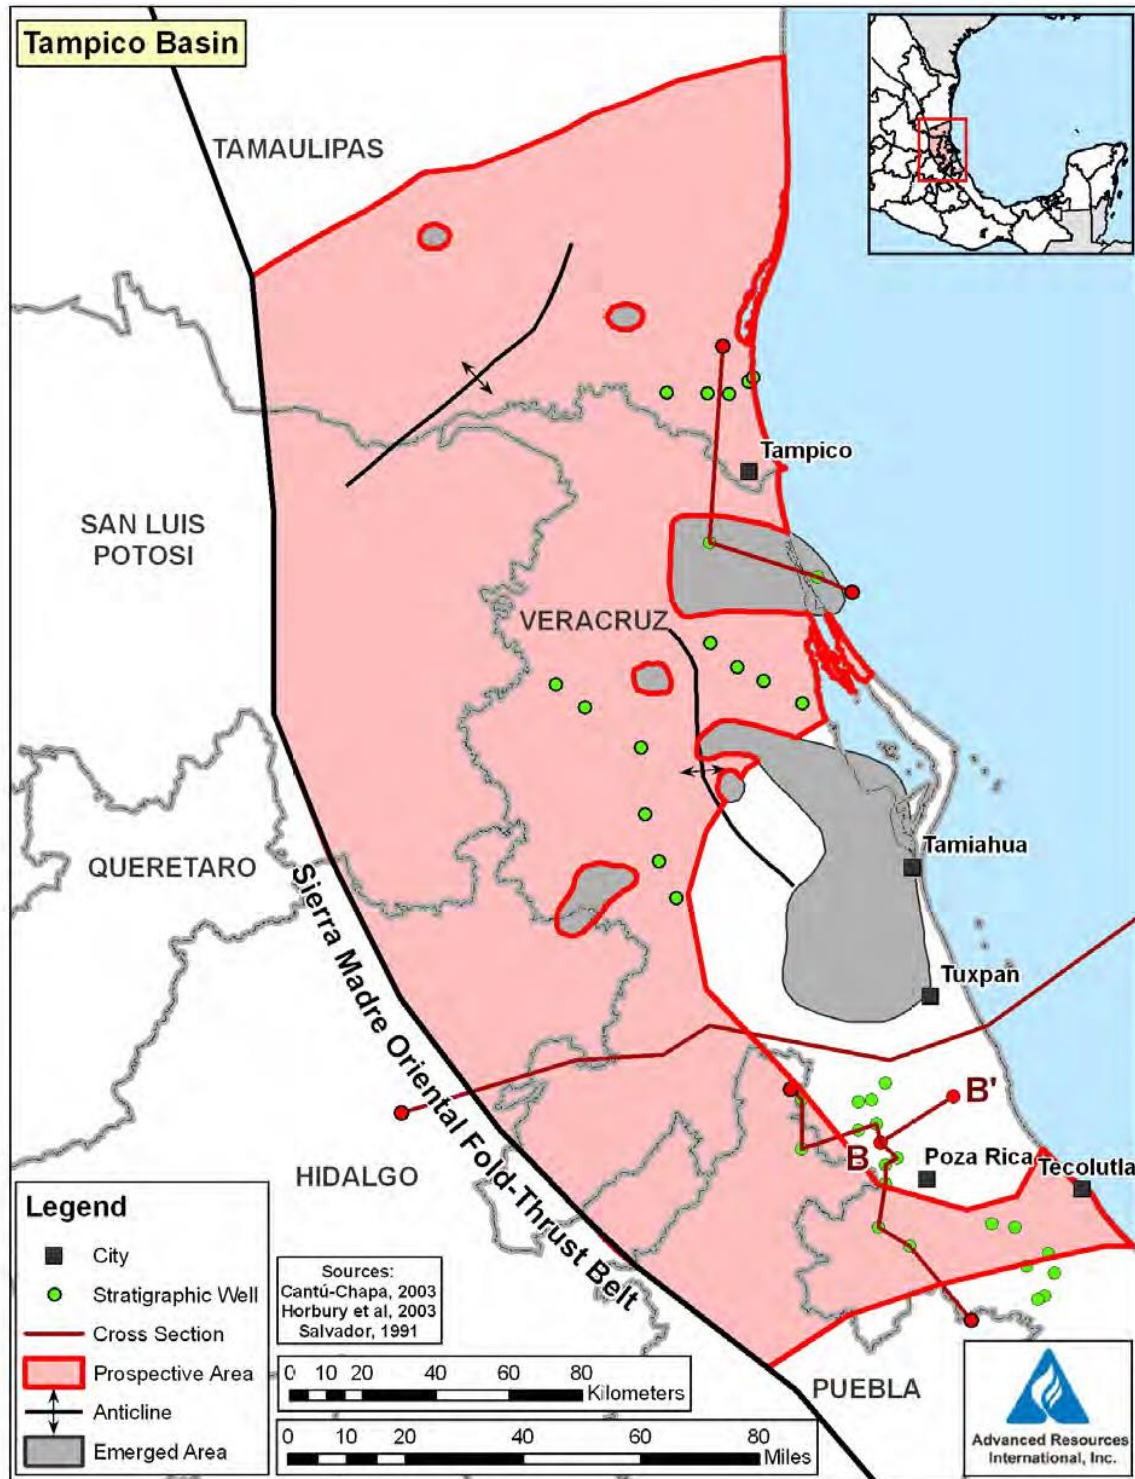 Tampico Basin
TAMAULIPAS
Tampico
SAN LUIS
POTOSI
VERACRUZ
QUERETARO
Tamiahua
Sierra Madre Oriental Fold-Thrust Belt
Tuxpan
B'
B
Poza Rica
Tecolutla
HIDALGO
PUEBLA
Legend
City
Stratigraphic Well
Cross Section
Prospective Area
Anticline
Emerged Area
Sources:
Cantú-Chapa, 2003
Horbury et al, 2003
Salvador, 1991
0 10 20 40 60 80
Kilometers
0 10 20 40 60 80
Miles
Advanced Resources
International, Inc.